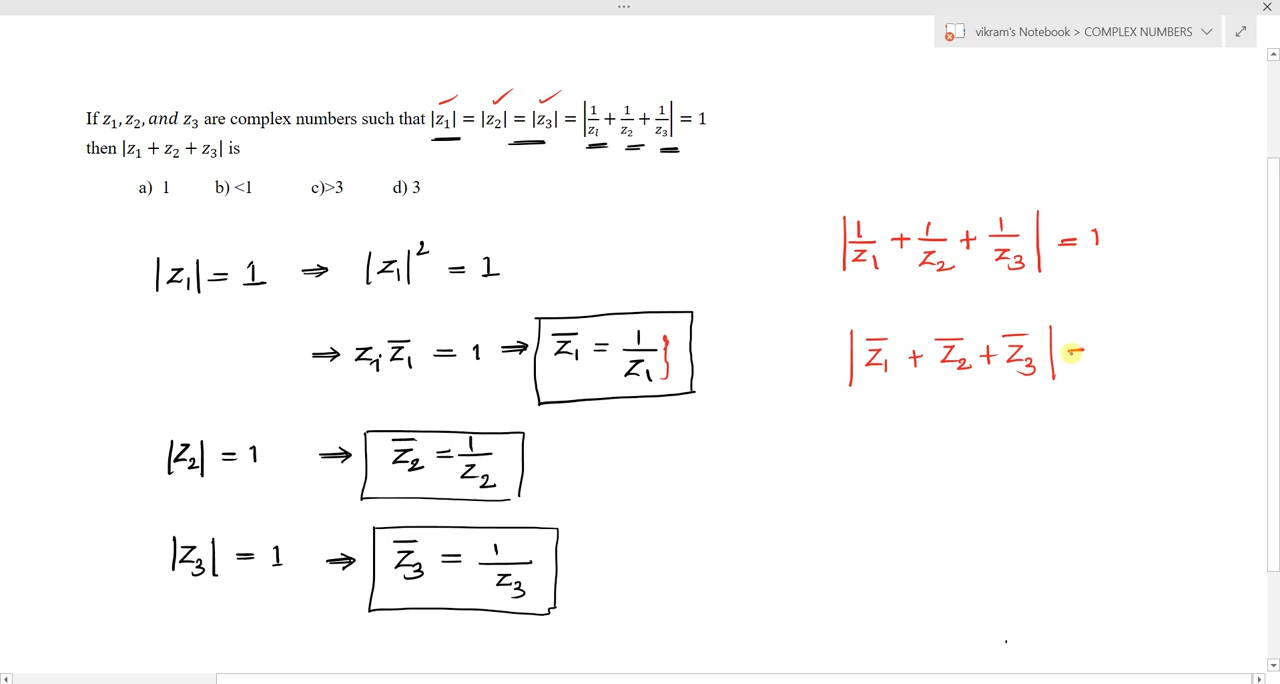 vikram's Notebook > COMPLEX NUMBERS
If z₁, z₂, and z₃ are complex numbers such that |z₁| = |z₂| = |z₃| = |1/z₁ + 1/z₂ + 1/z₃| = 1
then |z₁ + z₂ + z₃| is
a) 1 b) <1 c)>3 d) 3
|z₁| = 1 ⇒ |z₁|² = 1
⇒ z₁. z̅₁ = 1 ⇒ z̅₁ = 1/z₁ }
|z₂| = 1 ⇒ z̅₂ = 1/z₂
|z₃| = 1 ⇒ z̅₃ = 1/z₃
|1/z₁ + 1/z₂ + 1/z₃| = 1
|z̅₁ + z̅₂ + z̅₃| =